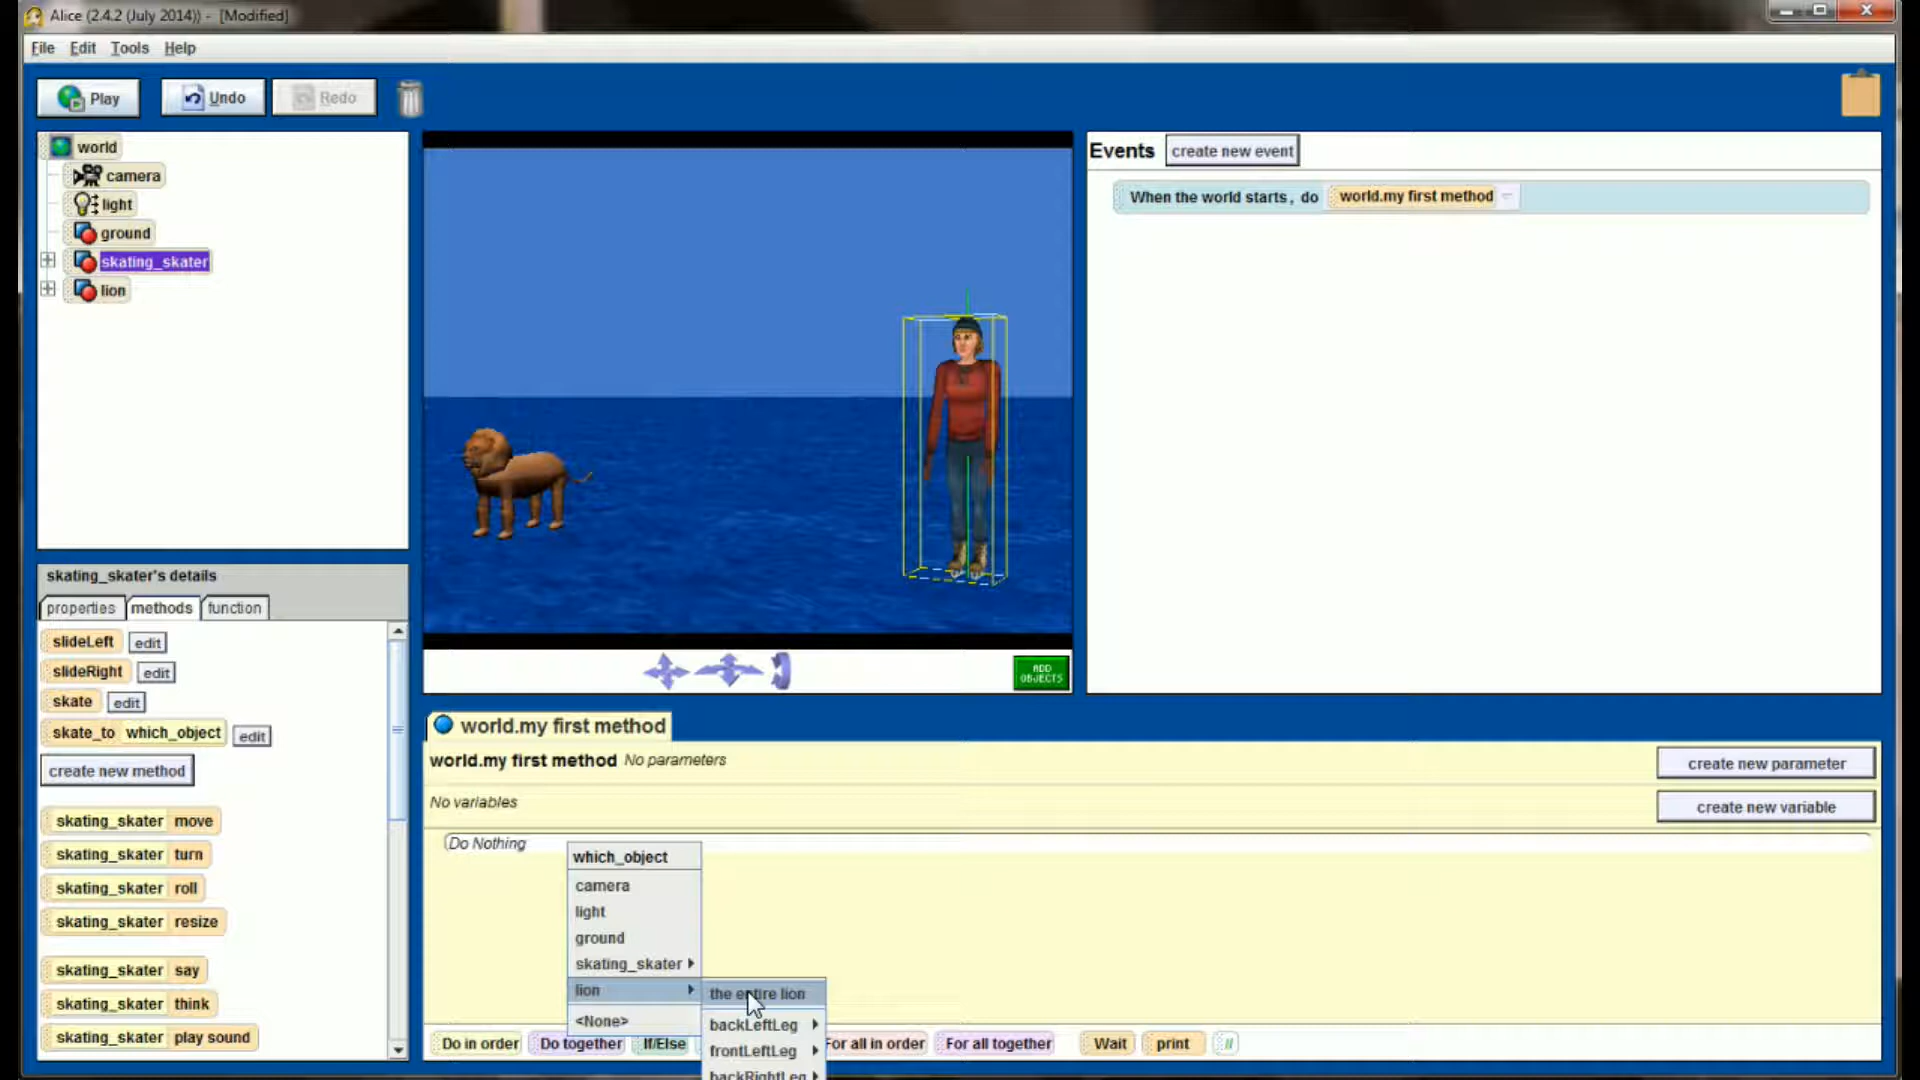 Alice (2.4.2 (July 2014)) - [Modified]
File Edit Tools Help
Play Undo Redo
world
camera
light
ground
skating_skater
lion
Events create new event
When the world starts, do world.my first method
ADD OBJECTS
skating_skater's details
properties methods function
slideLeft edit
slideRight edit
skate edit
skate_to which_object edit
create new method
skating_skater move
skating_skater turn
skating_skater roll
skating_skater resize
skating_skater say
skating_skater think
skating_skater play sound
world.my first method
world.my first method No parameters
create new parameter
No variables
create new variable
Do Nothing
which_object
camera
light
ground
skating_skater
lion
<None>
the entire lion
backLeftLeg
frontLeftLeg
backRightLeg
Do in order Do together If/Else For all in order For all together Wait print //